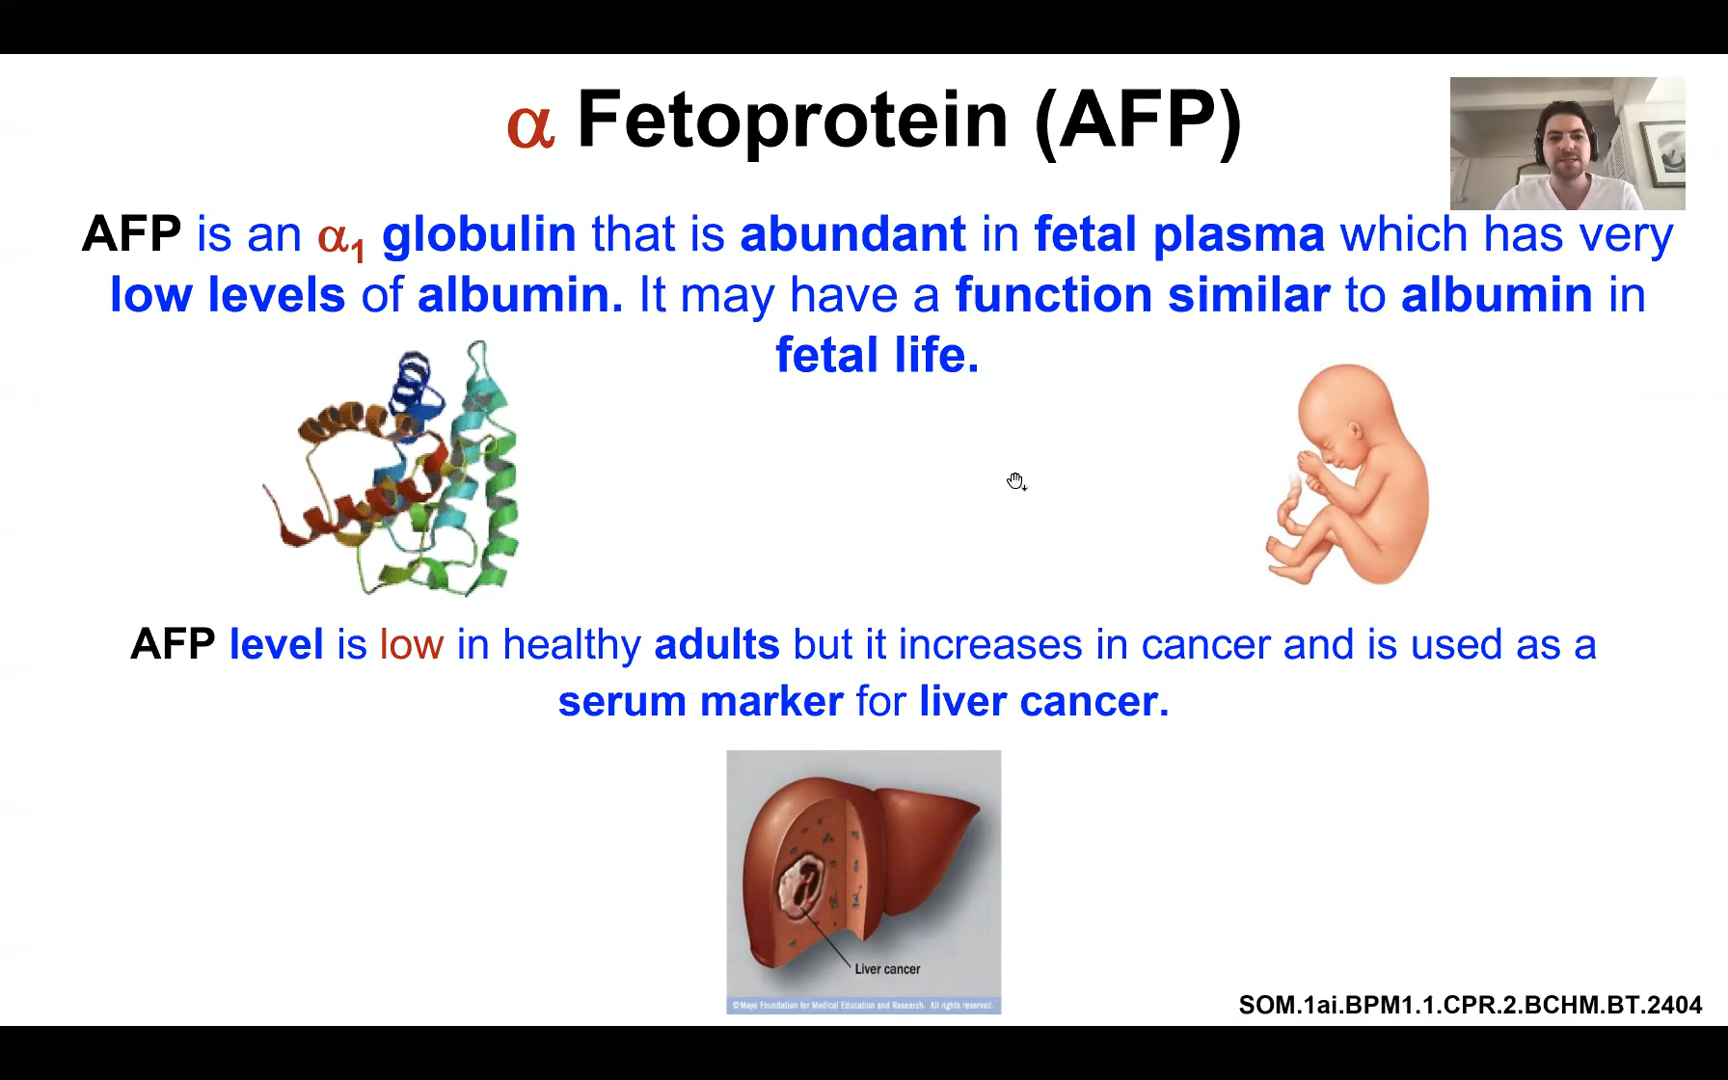 α Fetoprotein (AFP)
AFP is an α1 globulin that is abundant in fetal plasma which has very
low levels of albumin. It may have a function similar to albumin in
fetal life.
AFP level is low in healthy adults but it increases in cancer and is used as a
serum marker for liver cancer.
Liver cancer
©Mayo Foundation for Medical Education and Research. All rights reserved.
SOM.1ai.BPM1.1.CPR.2.BCHM.BT.2404